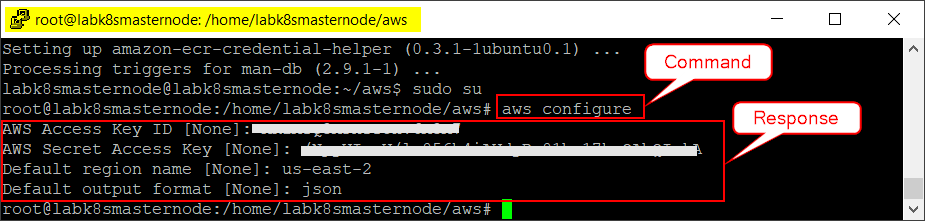 root@labk8smasternode: /home/labk8smasternode/aws
Setting up amazon-ecr-credential-helper (0.3.1-1ubuntu0.1) ...
Processing triggers for man-db (2.9.1-1) ...
labk8smasternode@labk8smasternode:~/aws$ sudo su
root@labk8smasternode:/home/labk8smasternode/aws# aws configure
Command
AWS Access Key ID [None]:
Response
AWS Secret Access Key [None]:
Default region name [None]: us-east-2
Default output format [None]: json
root@labk8smasternode:/home/labk8smasternode/aws#